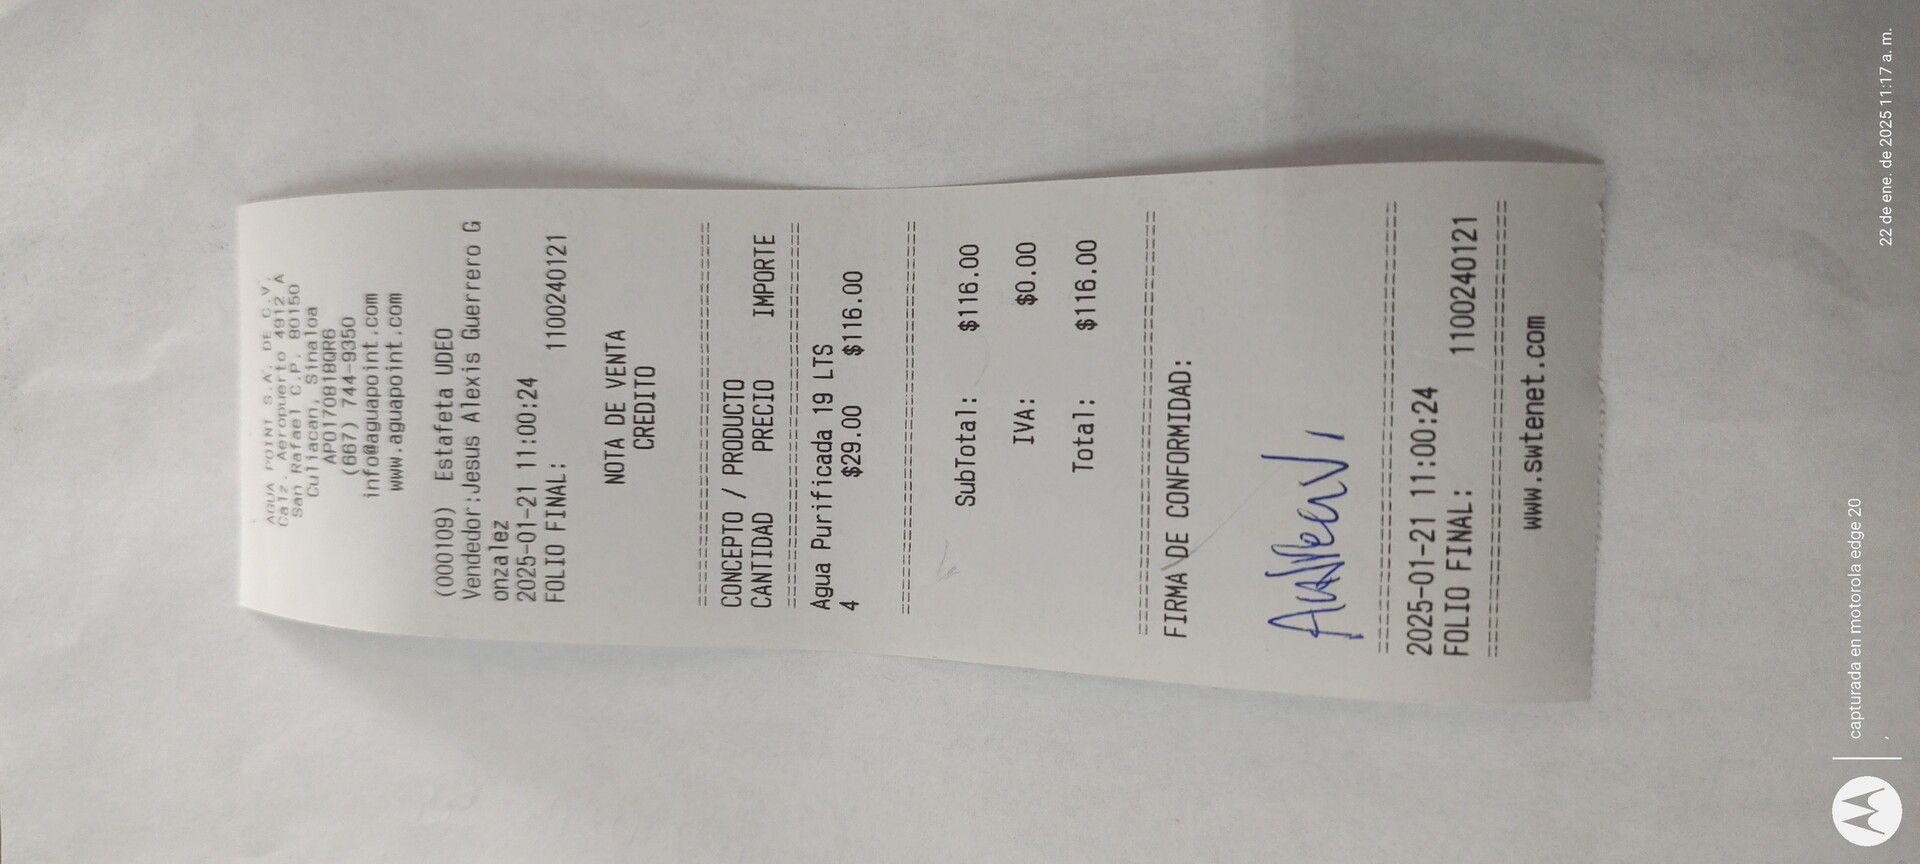 AGUA POINT S.A. DE C.V.
Calz. Aeropuerto 4912 A
San Rafael C.P. 80150
Culiacan, Sinaloa
APO170818QR6
(667) 744-9350
info@aguapoint.com
www.aguapoint.com
(000109) Estafeta UDEO
Vendedor:Jesus Alexis Guerrero G
onzalez
2025-01-21 11:00:24
FOLIO FINAL: 1100240121
NOTA DE VENTA
CREDITO
================================
CONCEPTO / PRODUCTO
CANTIDAD PRECIO IMPORTE
================================
Agua Purificada 19 LTS
4 $29.00 $116.00
================================
SubTotal: $116.00
IVA: $0.00
Total: $116.00
================================
FIRMA DE CONFORMIDAD:
================================
2025-01-21 11:00:24
FOLIO FINAL: 1100240121
================================
www.swtenet.com
capturada en motorola edge 20
22 de ene. de 2025 11:17 a. m.